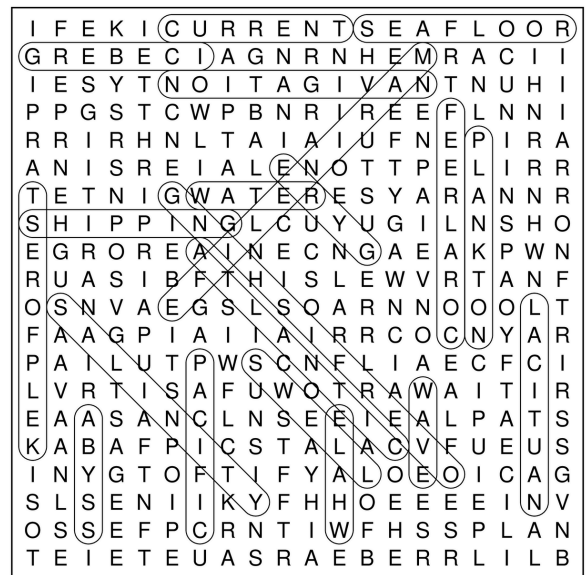 I F E K I C U R R E N T S E A F L O O R
G R E B E C I A G N R N H E M R A C I I
I E S Y T N O I T A G I V A N T N U H I
P P G S T C W P B N R I R E E F L N N I
R R I R H N L T A I A I U F N E P I R A
A N I S R E I A L E N O T T P E L I R R
T E T N I G W A T E R E S Y A R A N N R
S H I P P I N G L C U Y U G I L N S H O
E G R O R E A I N E C N G A E A K P W N
R U A S I B F T H I S L E W V R T A N F
O S N V A E G S L S O A R N N O O O L T
F A A G P I A I I A I R R C O C N Y A R
P A I L U T P W S C N F L I A E C F C I
L V R T I S A F U W O T R A W A I T I R
E A A S A N C L N S E E I E A L P A T S
K A B A F P I C S T A L A C V F U E U S
I N Y G T O F T I F Y A L O E O I C A G
S L S E N I I K Y F H H O E E E E I N V
O S S E F P C R N T I W F H S S P L A N
T E I E T E U A S R A E B E R R L I L B